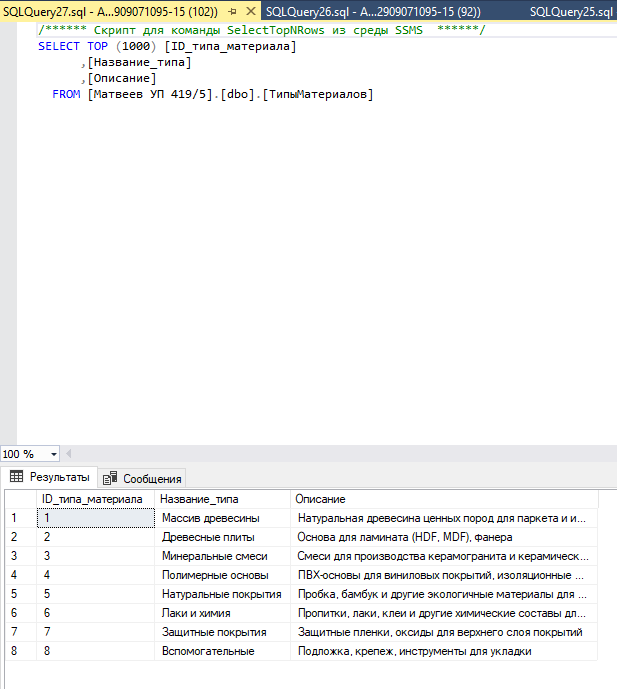 SQLQuery27.sql - A...909071095-15 (102))
SQLQuery26.sql - A...2909071095-15 (92))
SQLQuery25.sql
/****** Скрипт для команды SelectTopNRows из среды SSMS  ******/
SELECT TOP (1000) [ID_типа_материала]
,[Название_типа]
,[Описание]
FROM [Матвеев УП 419/5].[dbo].[ТипыМатериалов]
100 %
Результаты
Сообщения
ID_типа_материала Название_типа Описание
1 1 Массив древесины Натуральная древесина ценных пород для паркета и и...
2 2 Древесные плиты Основа для ламината (HDF, MDF), фанера
3 3 Минеральные смеси Смеси для производства керамогранита и керамическ...
4 4 Полимерные основы ПВХ-основы для виниловых покрытий, изоляционные ...
5 5 Натуральные покрытия Пробка, бамбук и другие экологичные материалы для ...
6 6 Лаки и химия Пропитки, лаки, клеи и другие химические составы дл...
7 7 Защитные покрытия Защитные пленки, оксиды для верхнего слоя покрытий
8 8 Вспомогательные Подложка, крепеж, инструменты для укладки